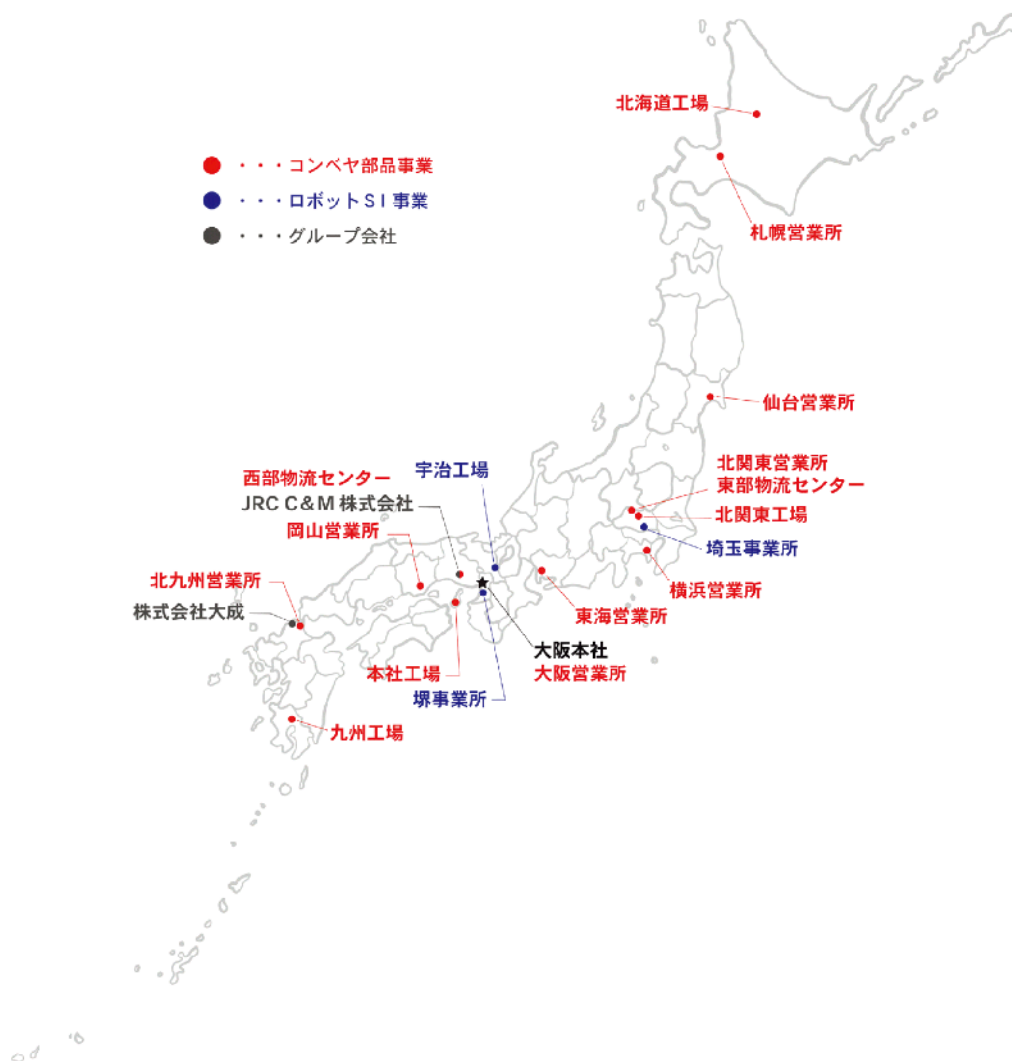 北海道工場
・・・コンベヤ部品事業
・・・ロボットSI事業
・・・グループ会社
札幌営業所
仙台営業所
北関東営業所
東部物流センター
北関東工場
埼玉事業所
横浜営業所
東海営業所
宇治工場
西部物流センター
JRC C&M 株式会社
岡山営業所
北九州営業所
株式会社大成
大阪本社
大阪営業所
本社工場
堺事業所
九州工場